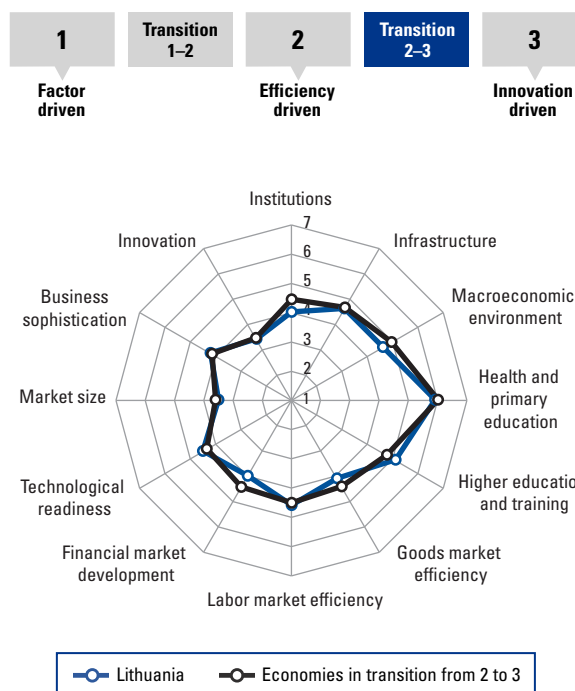 1
Transition
1–2
2
Transition
2–3
3
Factor
driven
Efficiency
driven
Innovation
driven
Institutions
7
6
5
4
3
2
1
Innovation
Infrastructure
Business
sophistication
Macroeconomic
environment
Market size
Health and
primary
education
Technological
readiness
Higher educatio
and training
Financial market
development
Goods market
efficiency
Labor market efficiency
Lithuania
Economies in transition from 2 to 3